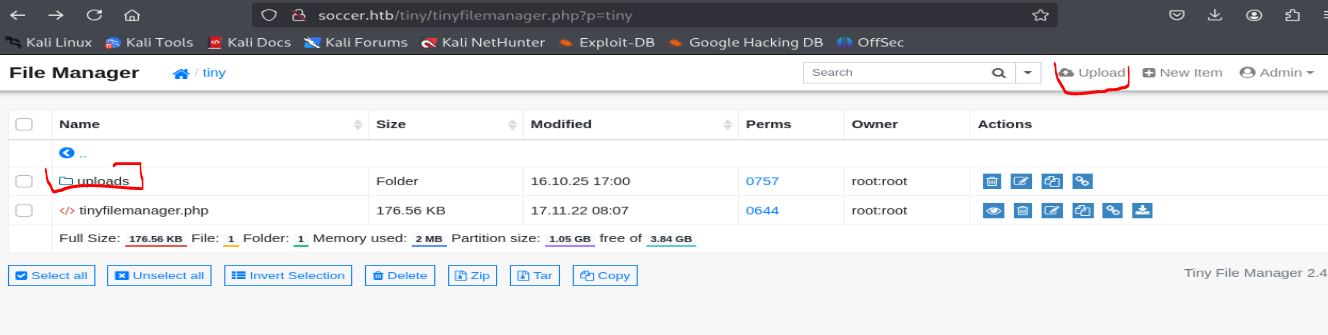 soccer.htb/tiny/tinyfilemanager.php?p=tiny
Kali Linux Kali Tools Kali Docs Kali Forums Kali NetHunter Exploit-DB Google Hacking DB OffSec
File Manager / tiny Search Upload New Item Admin
Name Size Modified Perms Owner Actions
..
uploads Folder 16.10.25 17:00 0757 root:root
</> tinyfilemanager.php 176.56 KB 17.11.22 08:07 0644 root:root
Full Size: 176.56 KB File: 1 Folder: 1 Memory used: 2 MB Partition size: 1.05 GB free of 3.84 GB
Select all Unselect all Invert Selection Delete Zip Tar Copy Tiny File Manager 2.4